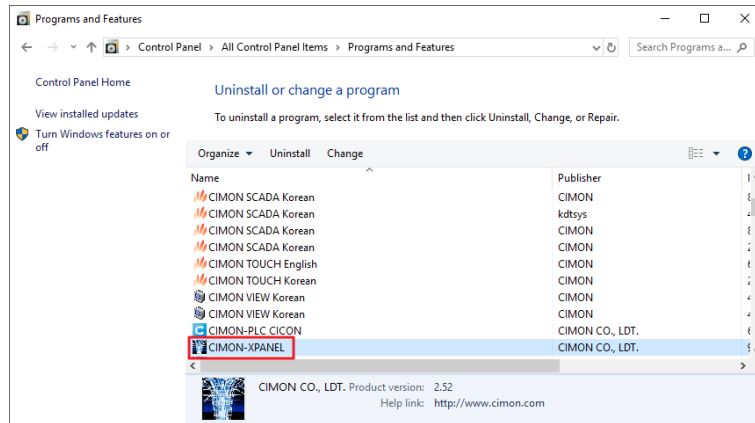 Programs and Features
Control Panel > All Control Panel Items > Programs and Features
Search Programs a...
Control Panel Home
View installed updates
Turn Windows features on or
off
Uninstall or change a program
To uninstall a program, select it from the list and then click Uninstall, Change, or Repair.
Organize Uninstall Change
Name Publisher
CIMON SCADA Korean CIMON
CIMON SCADA Korean kdtsys
CIMON SCADA Korean CIMON
CIMON SCADA Korean CIMON
CIMON TOUCH English CIMON
CIMON TOUCH Korean CIMON
CIMON VIEW Korean CIMON
CIMON VIEW Korean CIMON
CIMON-PLC CICON CIMON CO., LDT.
CIMON-XPANEL CIMON CO., LDT.
CIMON CO., LDT. Product version: 2.52
Help link: http://www.cimon.com